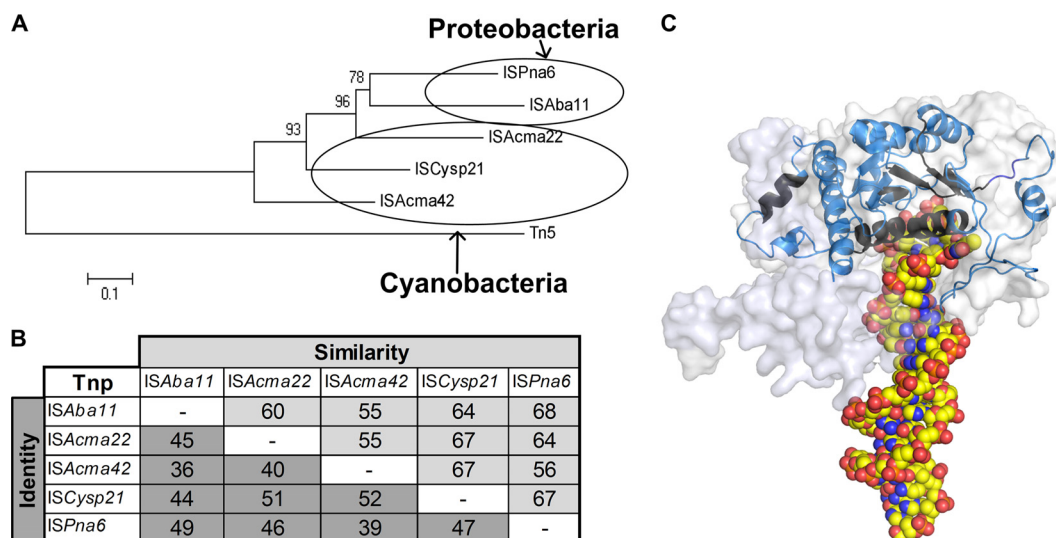 A
Proteobacteria
ISPna6
78
ISAba11
96
ISAcma22
93
ISCysp21
ISAcma42
Tn5
0.1
Cyanobacteria
B
Similarity
Tnp ISAba11 ISAcma22 ISAcma42 ISCysp21 ISPna6
Identity
ISAba11 - 60 55 64 68
ISAcma22 45 - 55 67 64
ISAcma42 36 40 - 67 56
ISCysp21 44 51 52 - 67
ISPna6 49 46 39 47 -
C